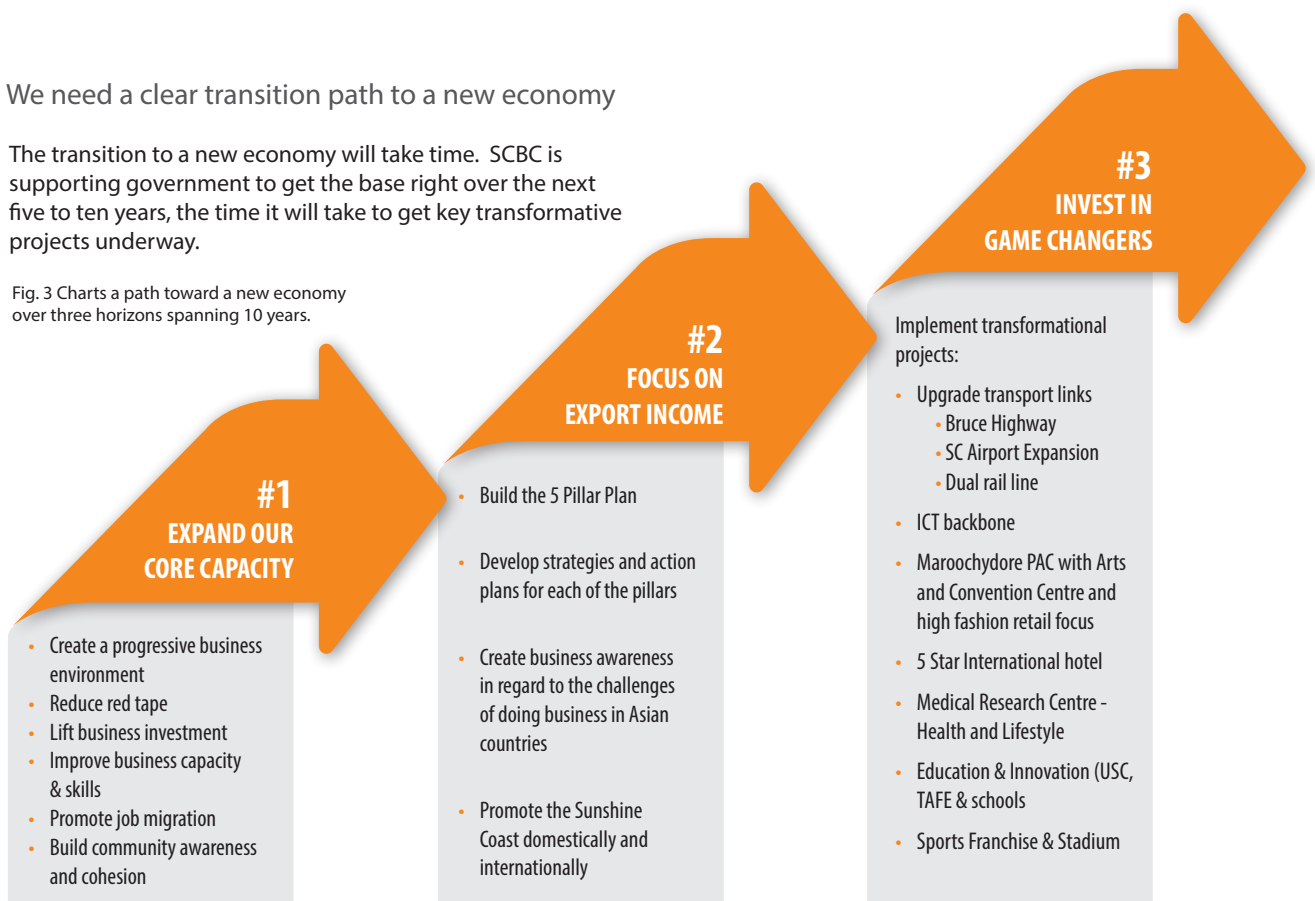 We need a clear transition path to a new economy
The transition to a new economy will take time.  SCBC is
supporting government to get the base right over the next
five to ten years, the time it will take to get key transformative
projects underway.
Fig. 3 Charts a path toward a new economy
over three horizons spanning 10 years.
#1
EXPAND OUR
CORE CAPACITY
• Create a progressive business
environment
• Reduce red tape
• Lift business investment
• Improve business capacity
& skills
• Promote job migration
• Build community awareness
and cohesion
#2
FOCUS ON
EXPORT INCOME
• Build the 5 Pillar Plan
• Develop strategies and action
plans for each of the pillars
• Create business awareness
in regard to the challenges
of doing business in Asian
countries
• Promote the Sunshine
Coast domestically and
internationally
#3
INVEST IN
GAME CHANGERS
Implement transformational
projects:
• Upgrade transport links
• Bruce Highway
• SC Airport Expansion
• Dual rail line
• ICT backbone
• Maroochydore PAC with Arts
and Convention Centre and
high fashion retail focus
• 5 Star International hotel
• Medical Research Centre -
Health and Lifestyle
• Education & Innovation (USC,
TAFE & schools
• Sports Franchise & Stadium